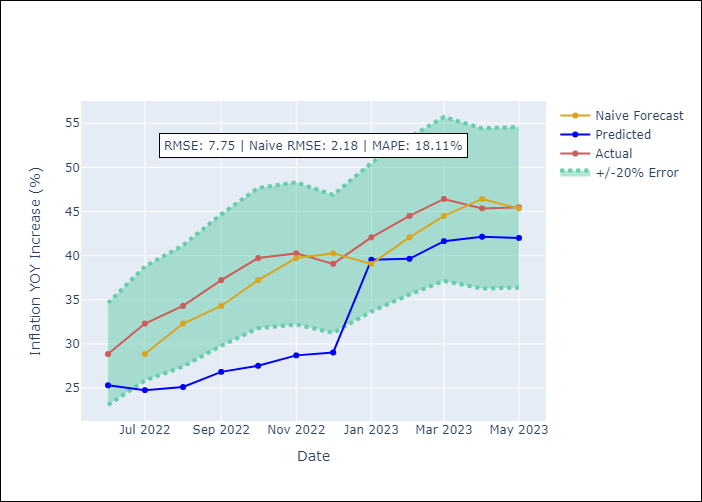 RMSE: 7.75 | Naive RMSE: 2.18 | MAPE: 18.11%
Naive Forecast
Predicted
Actual
+/-20% Error
Inflation YOY Increase (%)
55
50
45
40
35
30
25
Jul 2022
Sep 2022
Nov 2022
Jan 2023
Mar 2023
May 2023
Date